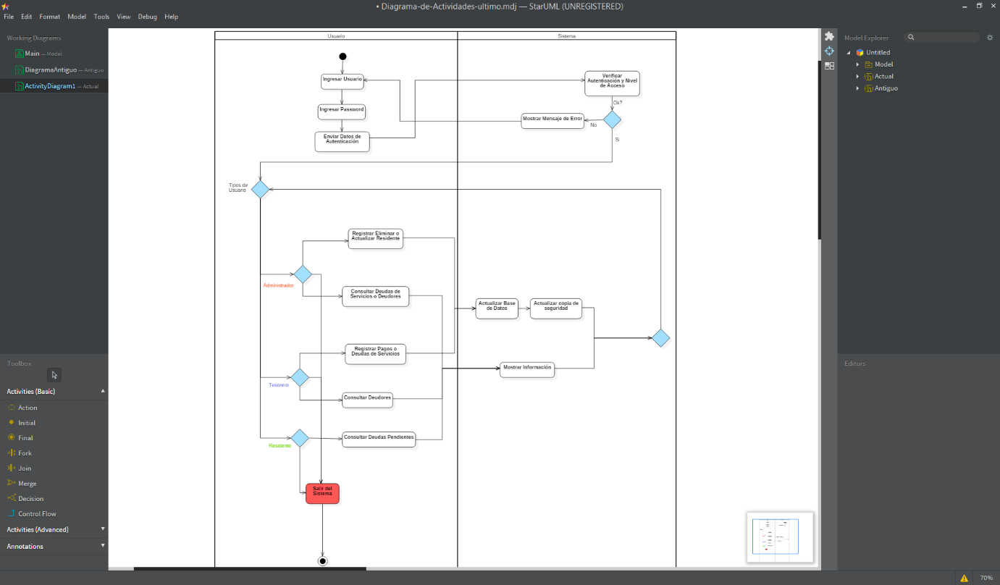 • Diagrama-de-Actividades-ultimo.mdj — StarUML (UNREGISTERED)
File Edit Format Model Tools View Debug Help
Working Diagrams
Main — Model
DiagramaAntiguo — Antiguo
ActivityDiagram1 — Actual
Toolbox
Activities (Basic)
Action
Initial
Final
Fork
Join
Merge
Decision
Control Flow
Activities (Advanced)
Annotations
Usuario
Sistema
Ingresar Usuario
Ingresar Password
Enviar Datos de
Autenticación
Verificar
Autenticación y Nivel
de Acceso
Ok?
Mostrar Mensaje de Error
No
Si
Tipos de
Usuario
Registrar Eliminar o
Actualizar Residente
Administrador
Consultar Deudas de
Servicios o Deudores
Actualizar Base
de Datos
Actualizar copia de
seguridad
Registrar Pagos o
Deudas de Servicios
Mostrar Información
Tesorero
Consultar Deudores
Consultar Deudas Pendientes
Residente
Salir del
Sistema
Model Explorer
Untitled
Model
Actual
Antiguo
Editors
70%